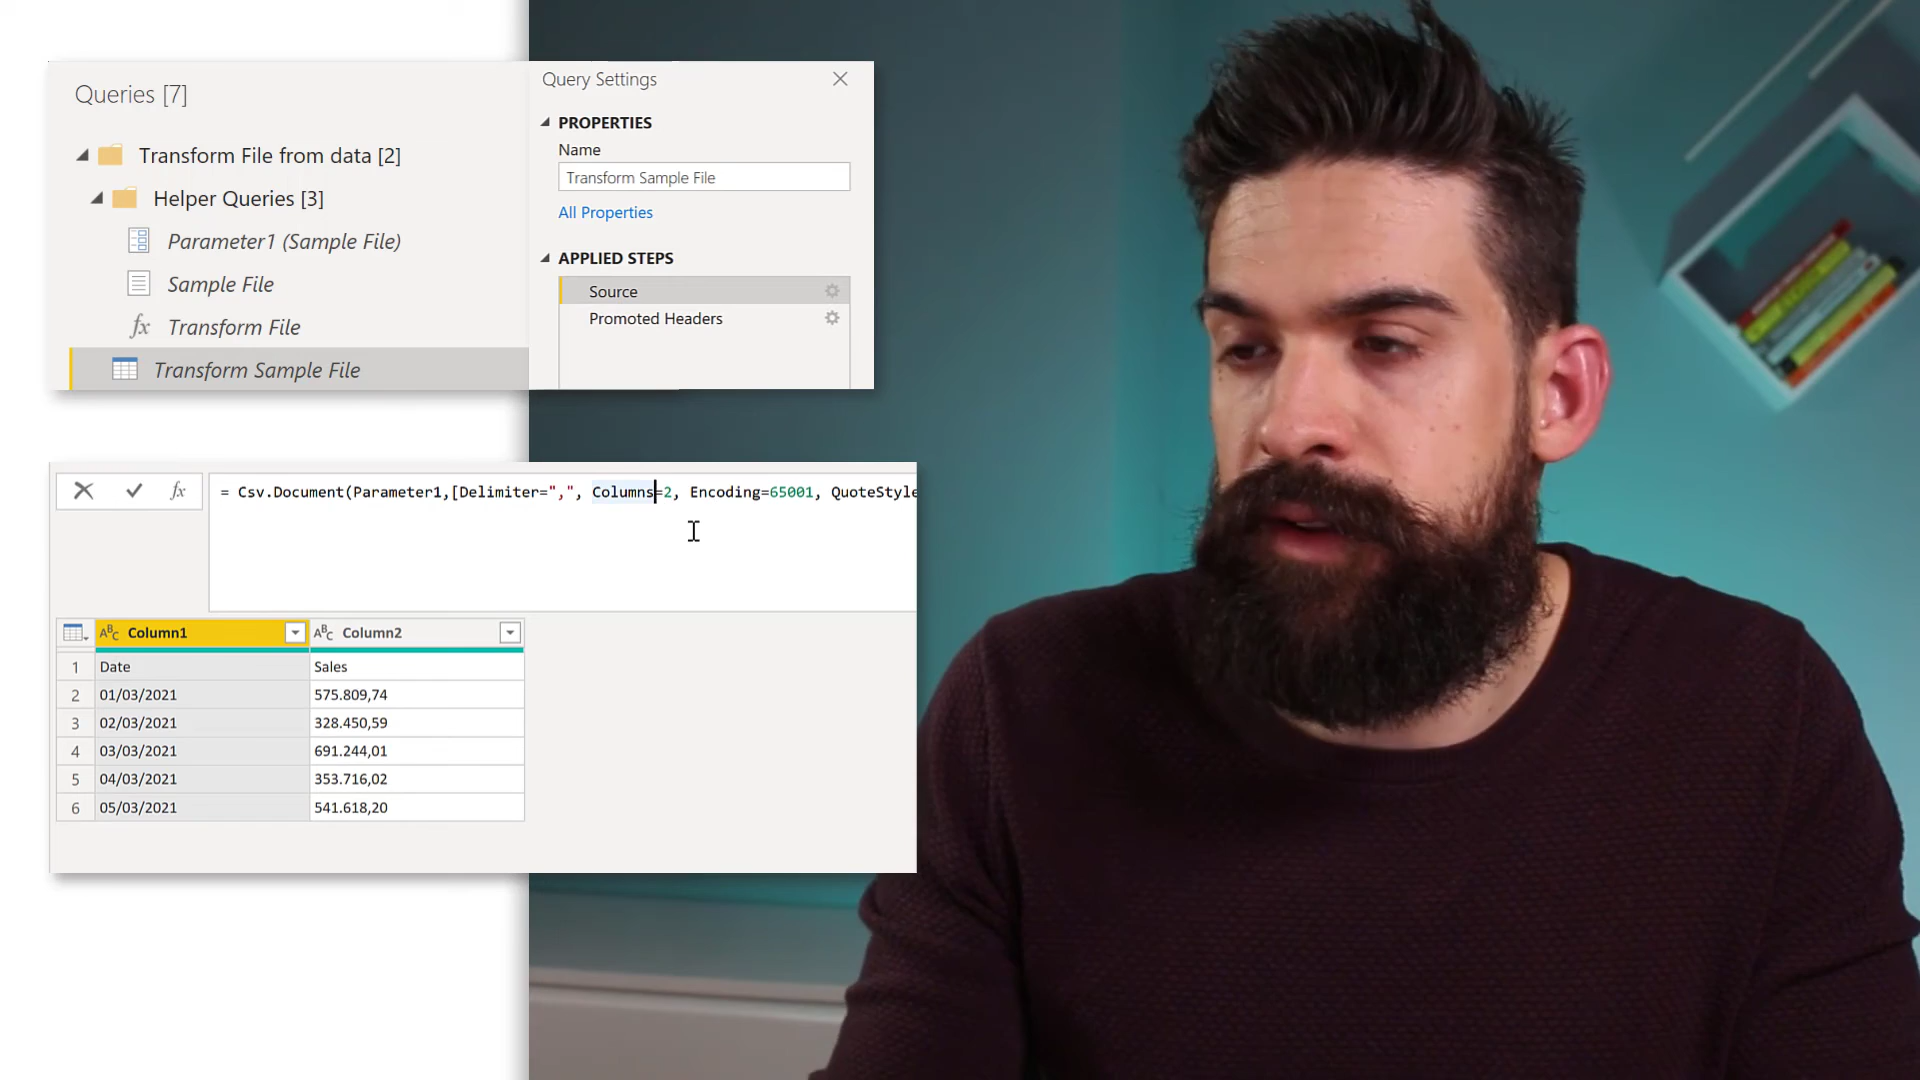 Queries [7]
Transform File from data [2]
Helper Queries [3]
Parameter1 (Sample File)
Sample File
fx Transform File
Transform Sample File
Query Settings
PROPERTIES
Name
Transform Sample File
All Properties
APPLIED STEPS
Source
Promoted Headers
fx = Csv.Document(Parameter1,[Delimiter=",", Columns=2, Encoding=65001, QuoteStyle
ABC Column1 ABC Column2
1 Date Sales
2 01/03/2021 575.809,74
3 02/03/2021 328.450,59
4 03/03/2021 691.244,01
5 04/03/2021 353.716,02
6 05/03/2021 541.618,20